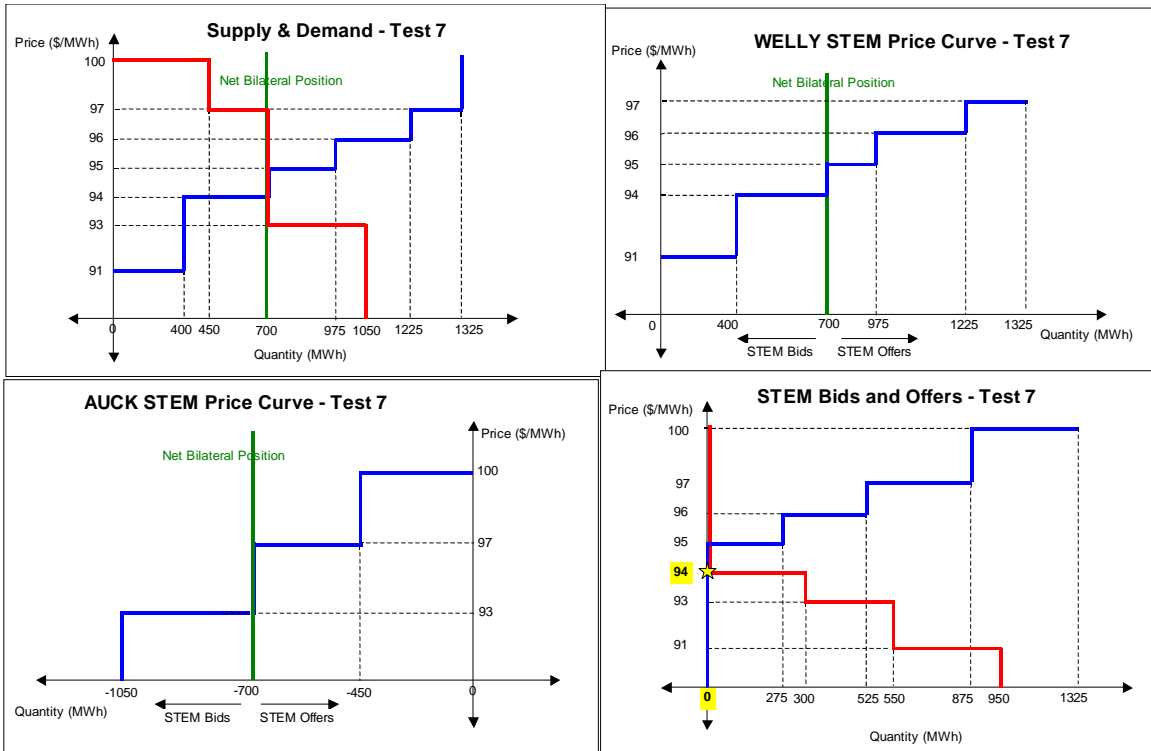 Supply & Demand - Test 7
Price ($/MWh)
Net Bilateral Position
100
97
96
95
94
93
91
0 400 450 700 975 1050 1225 1325
Quantity (MWh)
WELLY STEM Price Curve - Test 7
Price ($/MWh)
Net Bilateral Position
97
96
95
94
91
0 400 700 975 1225 1325
Quantity (MWh)
STEM Bids STEM Offers
AUCK STEM Price Curve - Test 7
Price ($/MWh)
Net Bilateral Position
100
97
93
-1050 -700 -450 0
Quantity (MWh)
STEM Bids STEM Offers
STEM Bids and Offers - Test 7
Price ($/MWh)
100
97
96
95
94
93
91
0 275 300 525 550 875 950 1325
Quantity (MWh)